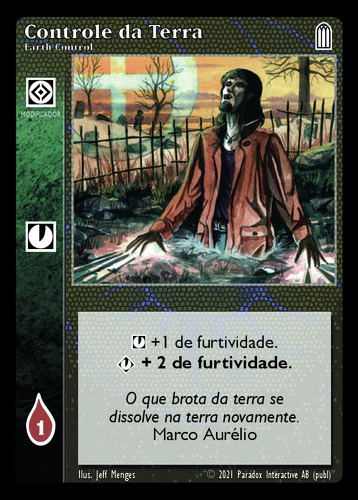 Controle da Terra
Earth Control
MODIFICADOR
+1 de furtividade.
+ 2 de furtividade.
O que brota da terra se
dissolve na terra novamente.
Marco Aurélio
1
Ilus. Jeff Menges © 2021 Paradox Interactive AB (publ)